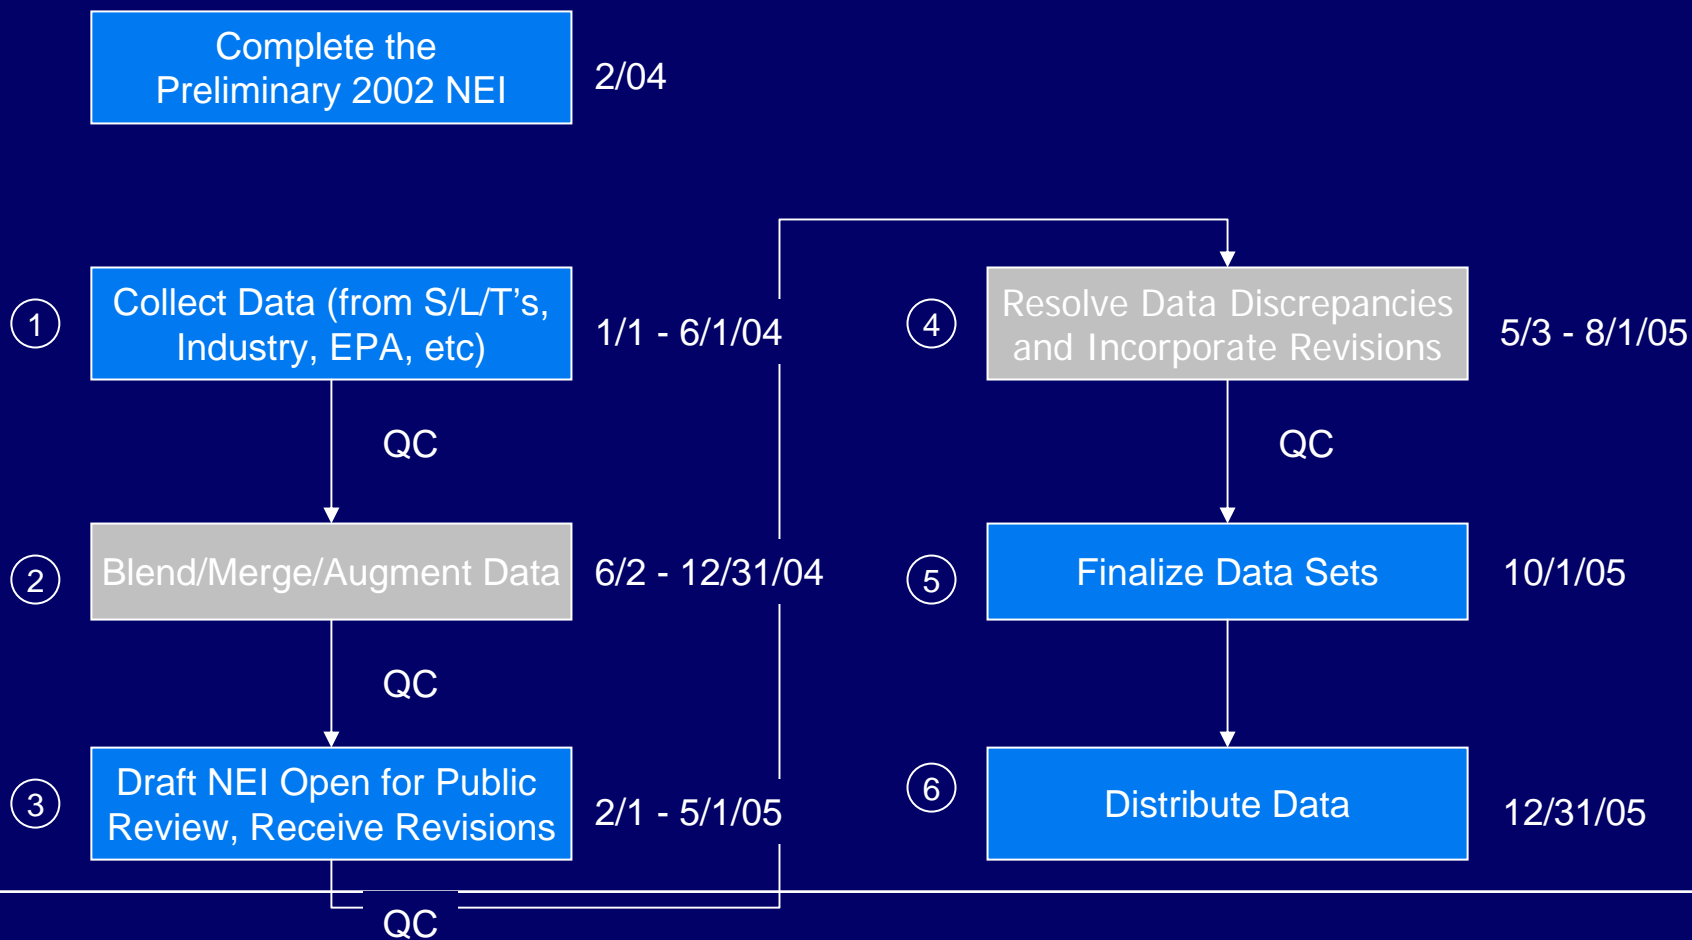 Complete the
Preliminary 2002 NEI
2/04
1
Collect Data (from S/L/T's,
Industry, EPA, etc)
1/1 - 6/1/04
QC
2
Blend/Merge/Augment Data
6/2 - 12/31/04
QC
3
Draft NEI Open for Public
Review, Receive Revisions
2/1 - 5/1/05
QC
4
Resolve Data Discrepancies
and Incorporate Revisions
5/3 - 8/1/05
QC
5
Finalize Data Sets
10/1/05
6
Distribute Data
12/31/05